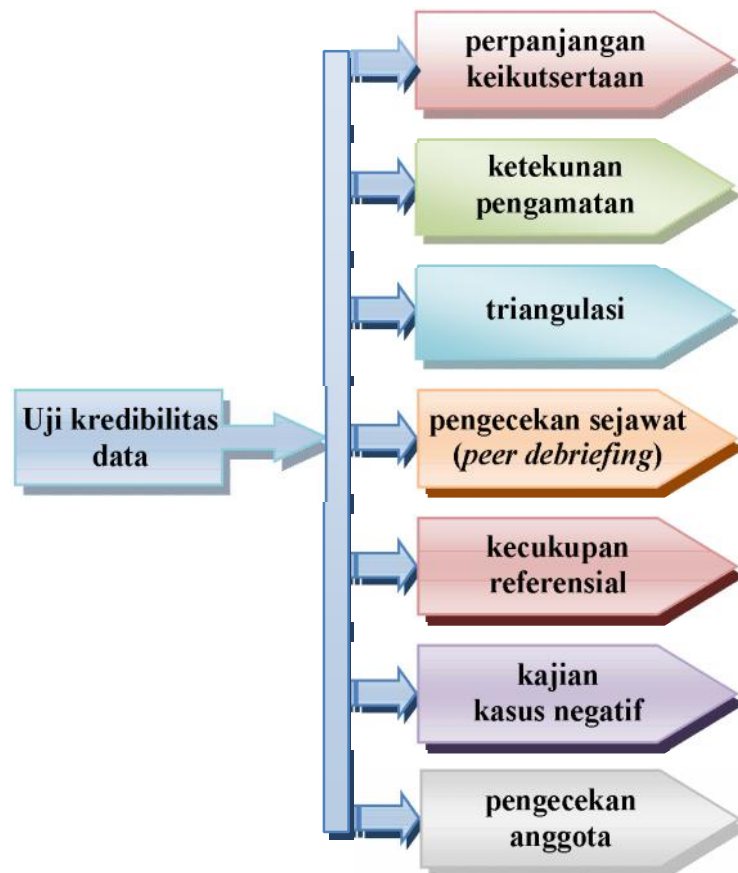 perpanjangan
keikutsertaan
ketekunan
pengamatan
triangulasi
Uji kredibilitas
data
pengecekan sejawat
(peer debriefing)
kecukupan
referensial
kajian
kasus negatif
pengecekan
anggota